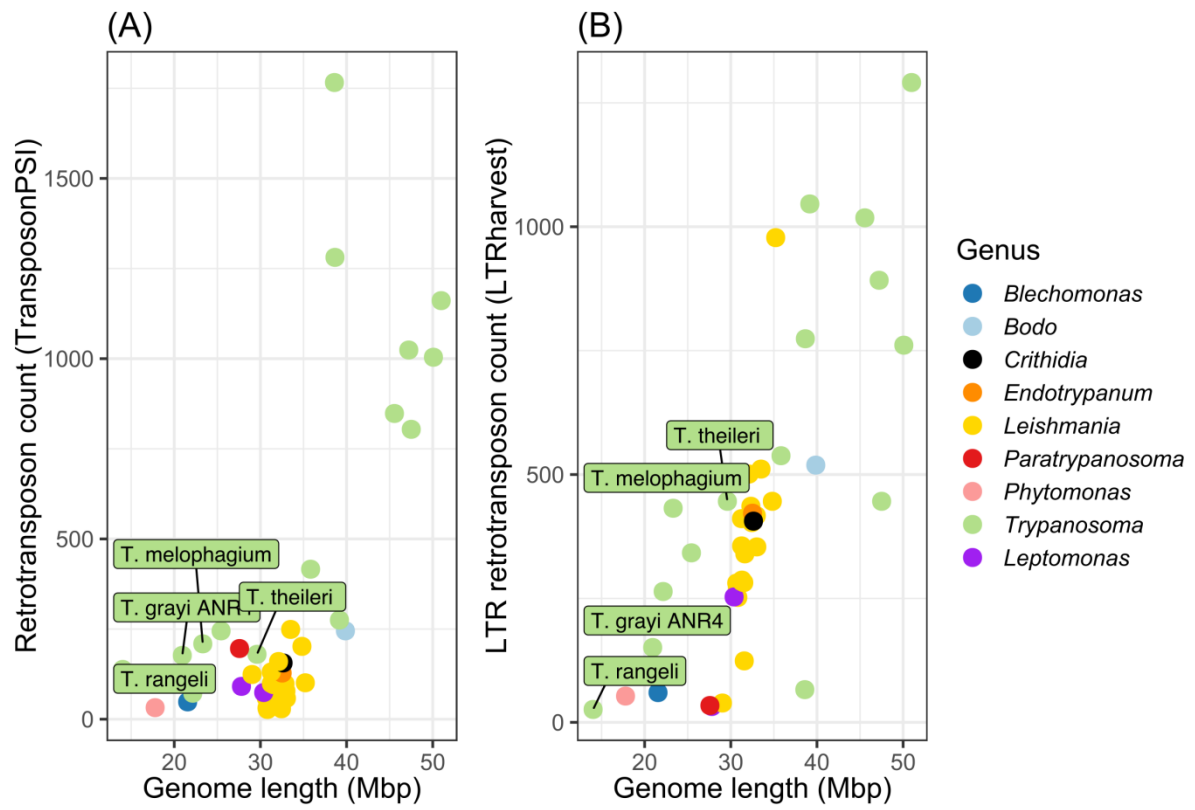 (A)
Retrotransposon count (TransposonPSI)
1500
1000
500
0
T. melophagium
T. grayi ANR4
T. theileri
T. rangeli
20
30
40
50
Genome length (Mbp)
(B)
LTR retrotransposon count (LTRharvest)
1000
500
0
T. theileri
T. melophagium
T. grayi ANR4
T. rangeli
20
30
40
50
Genome length (Mbp)
Genus
Blechomonas
Bodo
Crithidia
Endotrypanum
Leishmania
Paratrypanosoma
Phytomonas
Trypanosoma
Leptomonas